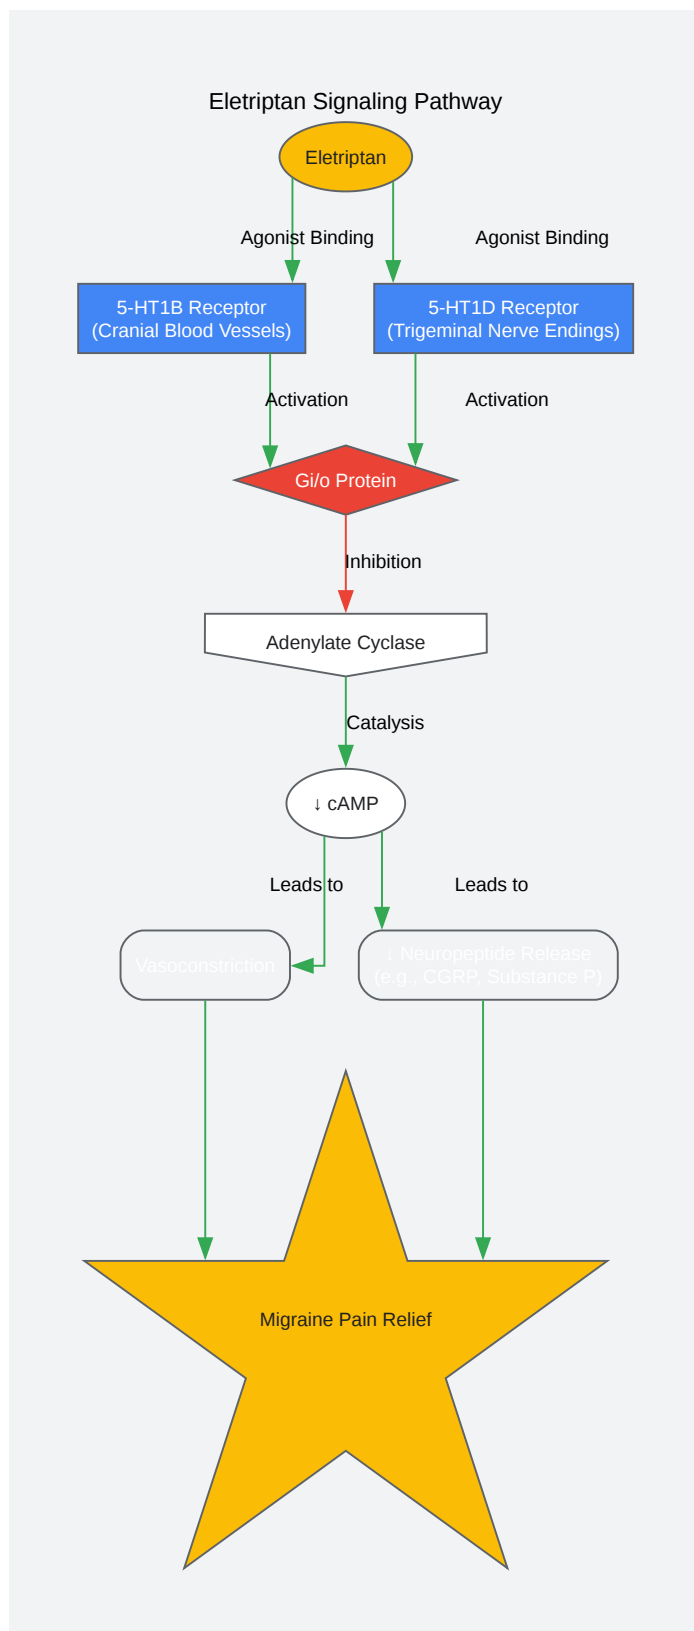 Eletriptan Signaling Pathway
Eletriptan
Agonist Binding
Agonist Binding
5-HT1B Receptor
(Cranial Blood Vessels)
5-HT1D Receptor
(Trigeminal Nerve Endings)
Activation
Activation
Gi/o Protein
Inhibition
Adenylate Cyclase
Catalysis
↓ cAMP
Leads to
Leads to
Vasoconstriction
↓ Neuropeptide Release
(e.g., CGRP, Substance P)
Migraine Pain Relief